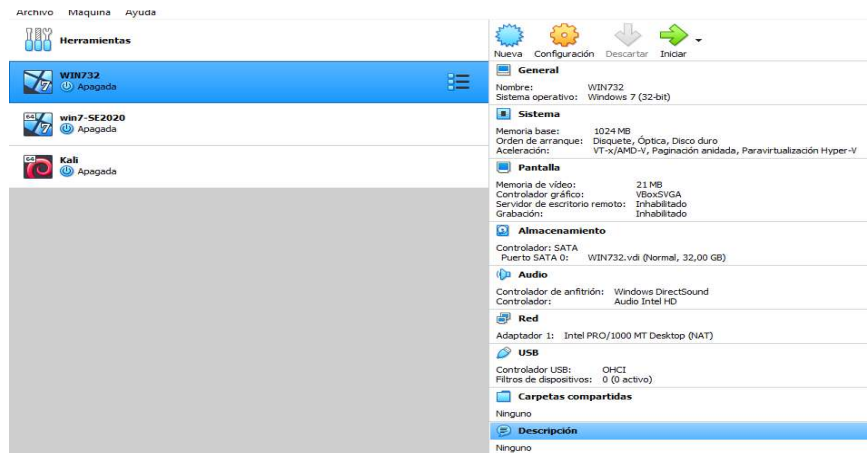 Archivo Máquina Ayuda
Herramientas
WIN732
Apagada
64
win7-SE2020
Apagada
64
Kali
Apagada
Nueva Configuración Descartar Iniciar
General
Nombre: WIN732
Sistema operativo: Windows 7 (32-bit)
Sistema
Memoria base: 1024 MB
Orden de arranque: Disquete, Óptica, Disco duro
Aceleración: VT-x/AMD-V, Paginación anidada, Paravirtualización Hyper-V
Pantalla
Memoria de vídeo: 21 MB
Controlador gráfico: VBoxSVGA
Servidor de escritorio remoto: Inhabilitado
Grabación: Inhabilitado
Almacenamiento
Controlador: SATA
Puerto SATA 0: WIN732.vdi (Normal, 32,00 GB)
Audio
Controlador de anfitrión: Windows DirectSound
Controlador: Audio Intel HD
Red
Adaptador 1: Intel PRO/1000 MT Desktop (NAT)
USB
Controlador USB: OHCI
Filtros de dispositivos: 0 (0 activo)
Carpetas compartidas
Ninguno
Descripción
Ninguno